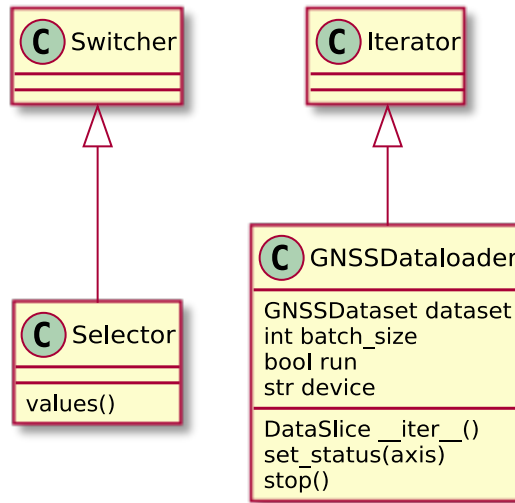 C Switcher
C Iterator
C Selector
values()
C GNSSDataloader
GNSSDataset dataset
int batch_size
bool run
str device
DataSlice __iter__()
set_status(axis)
stop()